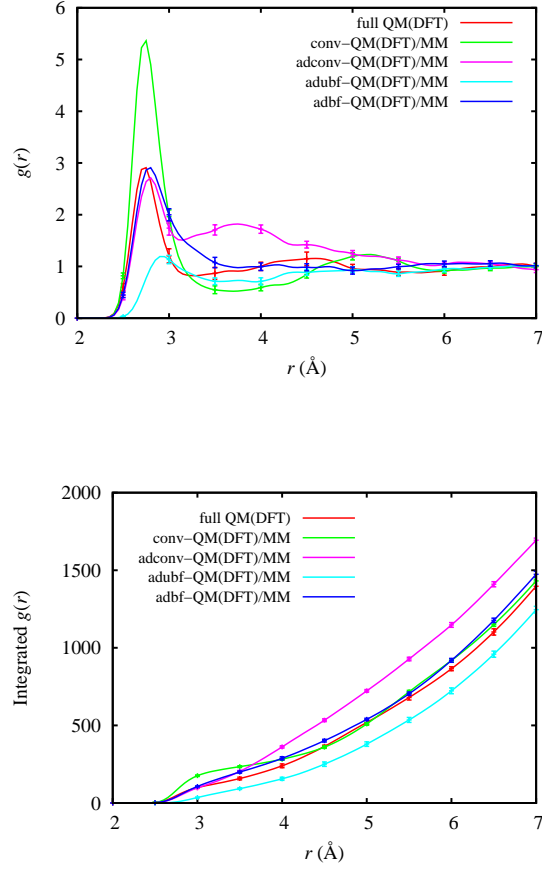 6
5
4
3
2
1
0
g(r)
full QM(DFT)
conv−QM(DFT)/MM
adconv−QM(DFT)/MM
adubf−QM(DFT)/MM
adbf−QM(DFT)/MM
2 3 4 5 6 7
r (Å)
2000
1500
1000
500
0
Integrated g(r)
full QM(DFT)
conv−QM(DFT)/MM
adconv−QM(DFT)/MM
adubf−QM(DFT)/MM
adbf−QM(DFT)/MM
2 3 4 5 6 7
r (Å)